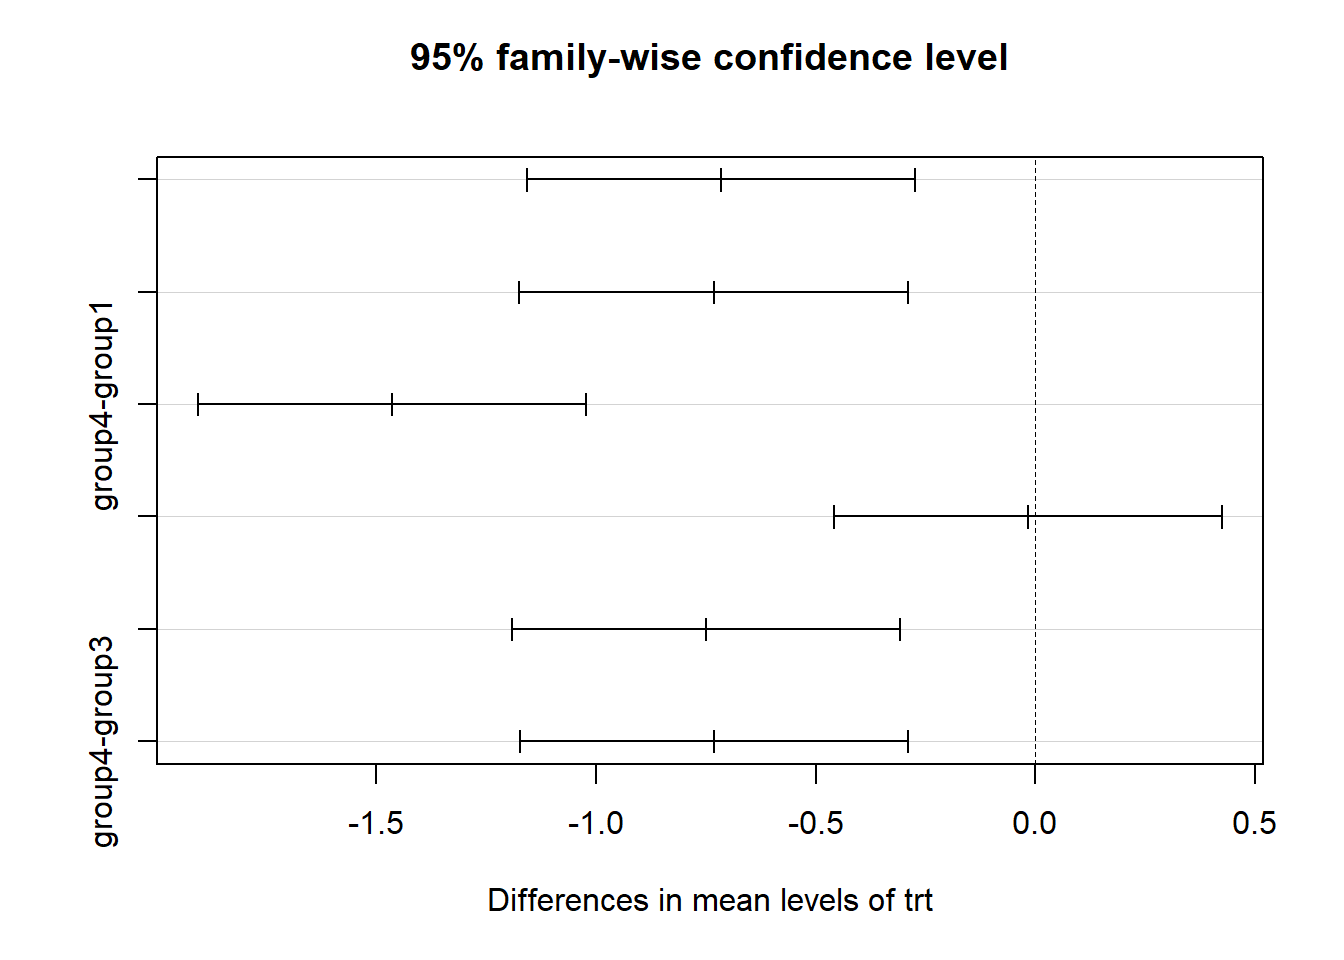 95% family-wise confidence level
group4-group1
group4-group3
-1.5 -1.0 -0.5 0.0 0.5
Differences in mean levels of trt